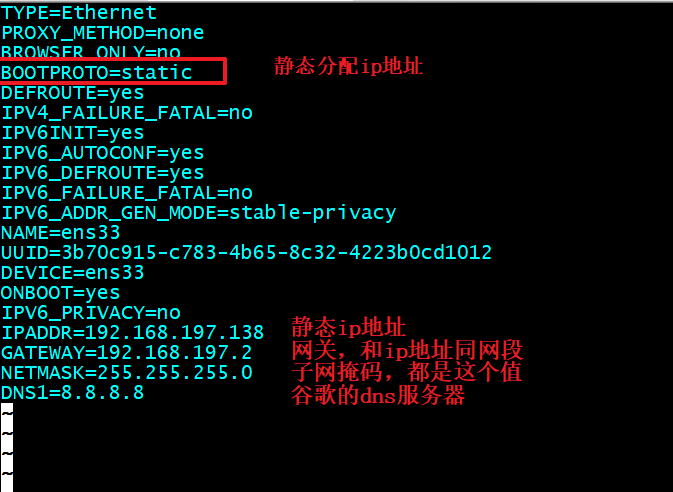 TYPE=Ethernet
PROXY_METHOD=none
BROWSER_ONLY=no
BOOTPROTO=static 静态分配ip地址
DEFROUTE=yes
IPV4_FAILURE_FATAL=no
IPV6INIT=yes
IPV6_AUTOCONF=yes
IPV6_DEFROUTE=yes
IPV6_FAILURE_FATAL=no
IPV6_ADDR_GEN_MODE=stable-privacy
NAME=ens33
UUID=3b70c915-c783-4b65-8c32-4223b0cd1012
DEVICE=ens33
ONBOOT=yes
IPV6_PRIVACY=no
IPADDR=192.168.197.138 静态ip地址
GATEWAY=192.168.197.2 网关，和ip地址同网段
NETMASK=255.255.255.0 子网掩码，都是这个值
DNS1=8.8.8.8 谷歌的dns服务器
~
~
~
~